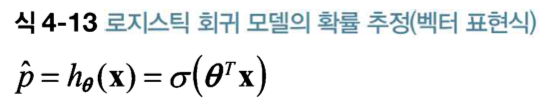 식 4-13 로지스틱 회귀 모델의 확률 추정(벡터 표현식)
p̂ = h_θ(x) = σ(θᵀx)